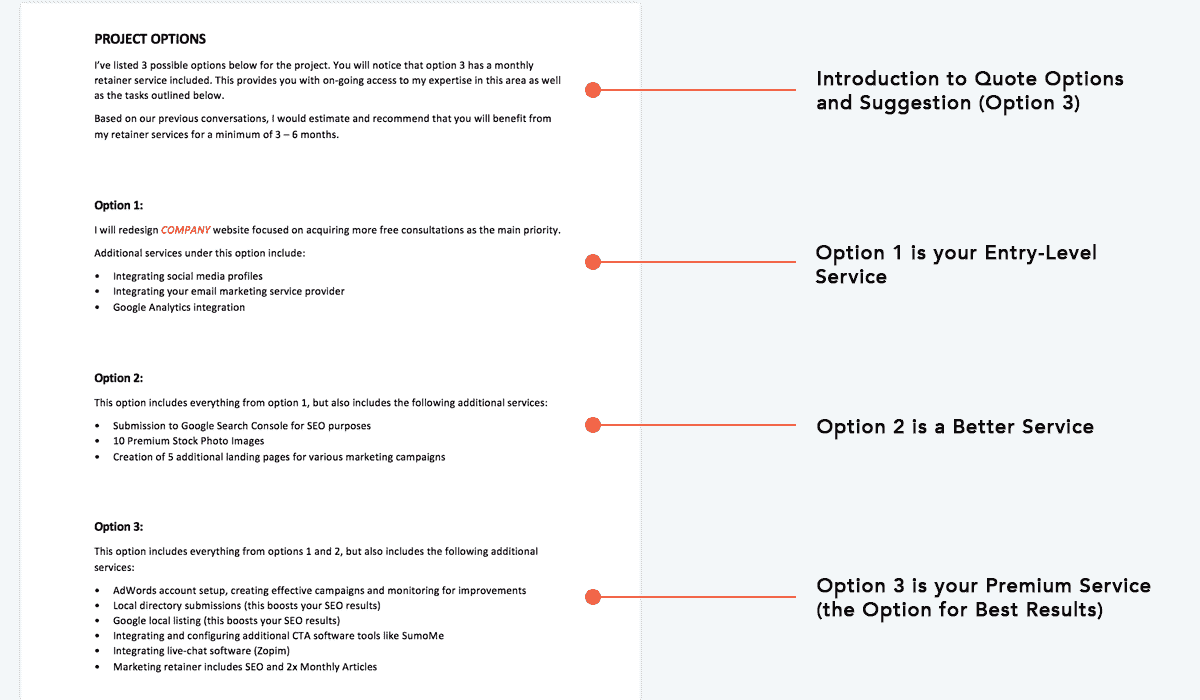 PROJECT OPTIONS
I've listed 3 possible options below for the project. You will notice that option 3 has a monthly
retainer service included. This provides you with on-going access to my expertise in this area as well
as the tasks outlined below.
Based on our previous conversations, I would estimate and recommend that you will benefit from
my retainer services for a minimum of 3 – 6 months.
Introduction to Quote Options
and Suggestion (Option 3)
Option 1:
I will redesign COMPANY website focused on acquiring more free consultations as the main priority.
Additional services under this option include:
• Integrating social media profiles
• Integrating your email marketing service provider
• Google Analytics integration
Option 1 is your Entry-Level
Service
Option 2:
This option includes everything from option 1, but also includes the following additional services:
• Submission to Google Search Console for SEO purposes
• 10 Premium Stock Photo Images
• Creation of 5 additional landing pages for various marketing campaigns
Option 2 is a Better Service
Option 3:
This option includes everything from options 1 and 2, but also includes the following additional
services:
• AdWords account setup, creating effective campaigns and monitoring for improvements
• Local directory submissions (this boosts your SEO results)
• Google local listing (this boosts your SEO results)
• Integrating and configuring additional CTA software tools like SumoMe
• Integrating live-chat software (Zopim)
• Marketing retainer includes SEO and 2x Monthly Articles
Option 3 is your Premium Service
(the Option for Best Results)